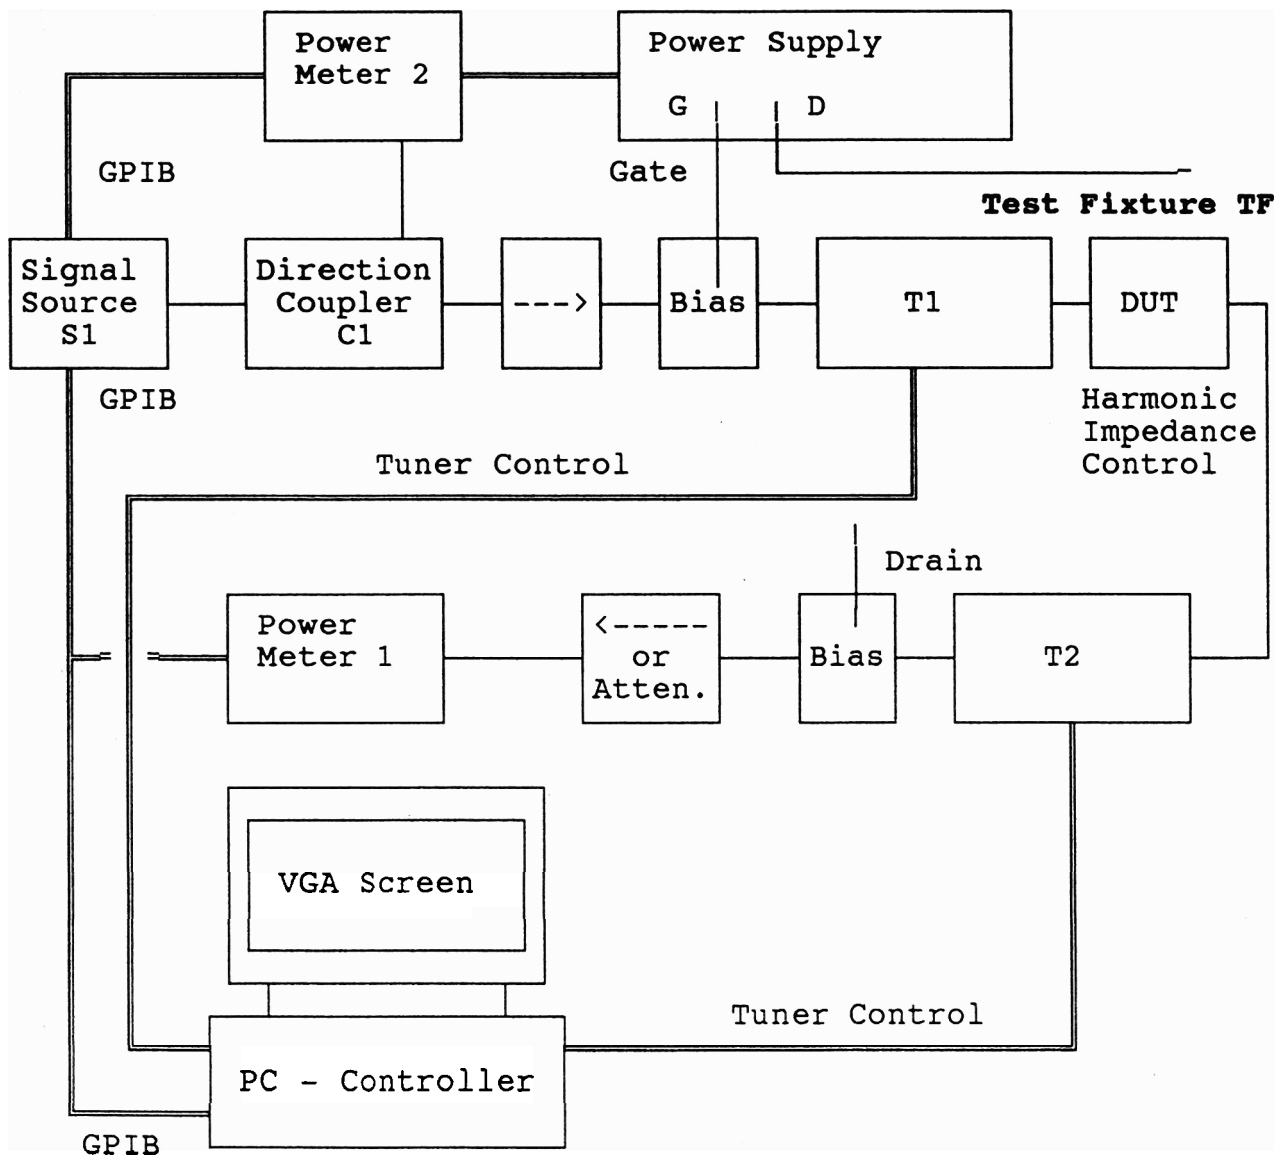 Power
Meter 2
Power Supply
G | | D
GPIB
Gate
Test Fixture TF
Signal
Source
S1
Direction
Coupler
C1
--->
Bias
T1
DUT
GPIB
Harmonic
Impedance
Control
Tuner Control
Drain
Power
Meter 1
<-----
or
Atten.
Bias
T2
VGA Screen
Tuner Control
PC - Controller
GPIB